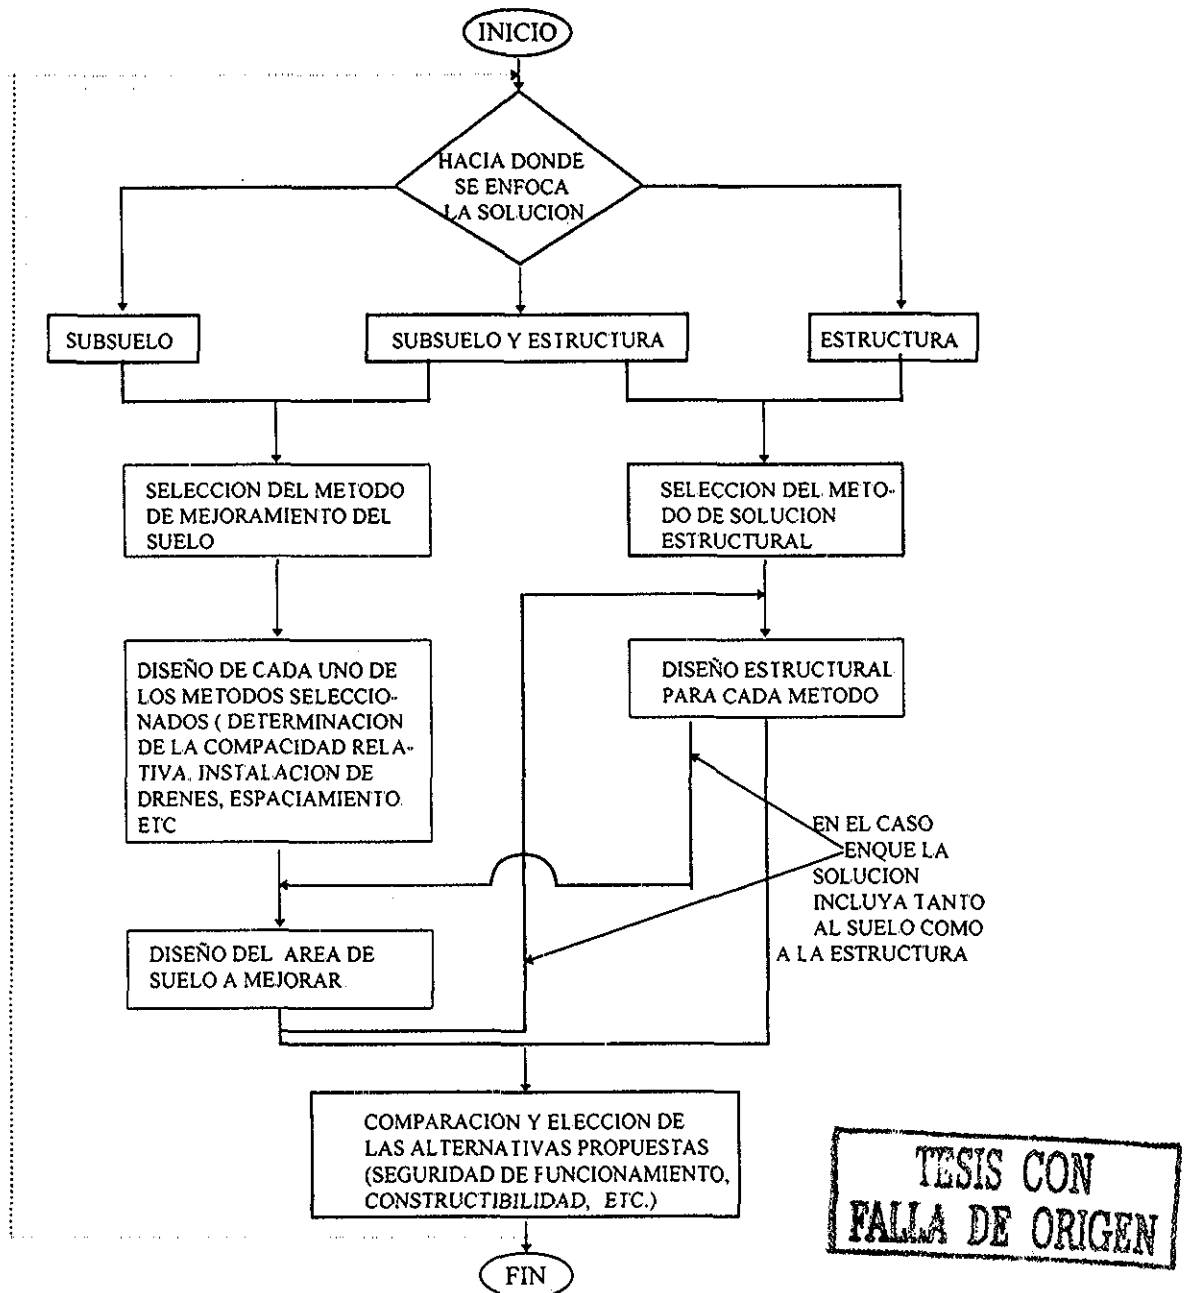 INICIO
HACIA DONDE
SE ENFOCA
LA SOLUCION
SUBSUELO
SUBSUELO Y ESTRUCTURA
ESTRUCTURA
SELECCION DEL METODO
DE MEJORAMIENTO DEL
SUELO
SELECCION DEL METO-
DO DE SOLUCION
ESTRUCTURAL
DISEÑO DE CADA UNO DE
LOS METODOS SELECCIO-
NADOS ( DETERMINACION
DE LA COMPACIDAD RELA-
TIVA, INSTALACION DE
DRENES, ESPACIAMIENTO.
ETC
DISEÑO ESTRUCTURAL
PARA CADA METODO
EN EL CASO
ENQUE LA
SOLUCION
INCLUYA TANTO
AL SUELO COMO
A LA ESTRUCTURA
DISEÑO DEL AREA DE
SUELO A MEJORAR
COMPARACION Y ELECCION DE
LAS ALTERNATIVAS PROPUESTAS
(SEGURIDAD DE FUNCIONAMIENTO,
CONSTRUCTIBILIDAD, ETC.)
FIN
TESIS CON
FALLA DE ORIGEN